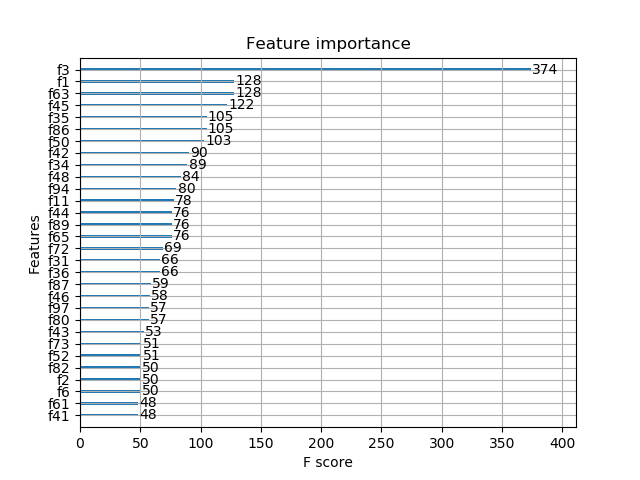 Feature importance
Features
f3 374
f1 128
f63 128
f45 122
f35 105
f86 105
f50 103
f42 90
f34 89
f48 84
f94 80
f11 78
f44 76
f89 76
f65 76
f72 69
f31 66
f36 66
f87 59
f46 58
f97 57
f80 57
f43 53
f73 51
f52 51
f82 50
f2 50
f6 50
f61 48
f41 48
0 50 100 150 200 250 300 350 400
F score